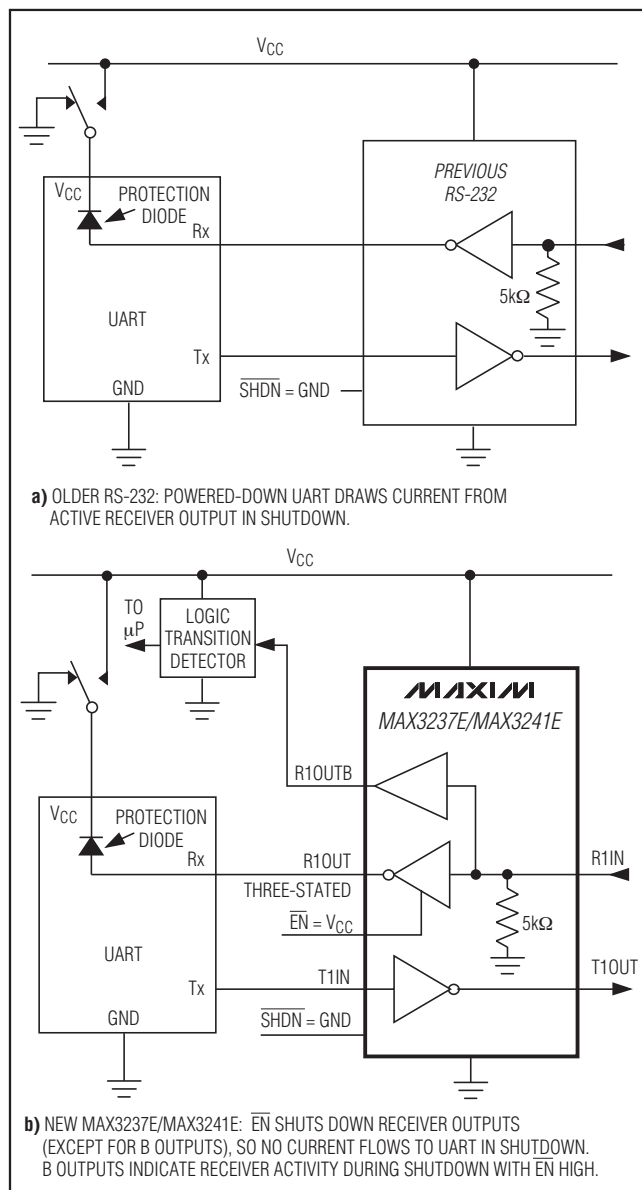 VCC
VCC
PROTECTION
DIODE
Rx
UART
Tx
GND
PREVIOUS
RS-232
5kΩ
SHDN = GND
a) OLDER RS-232: POWERED-DOWN UART DRAWS CURRENT FROM
ACTIVE RECEIVER OUTPUT IN SHUTDOWN.
VCC
TO
µP
LOGIC
TRANSITION
DETECTOR
MAXIM
MAX3237E/MAX3241E
R1OUTB
VCC
PROTECTION
DIODE
Rx
R1OUT
THREE-STATED
R1IN
EN = VCC
5kΩ
UART
Tx
T1IN
T1OUT
GND
SHDN = GND
b) NEW MAX3237E/MAX3241E: EN SHUTS DOWN RECEIVER OUTPUTS
(EXCEPT FOR B OUTPUTS), SO NO CURRENT FLOWS TO UART IN SHUTDOWN.
B OUTPUTS INDICATE RECEIVER ACTIVITY DURING SHUTDOWN WITH EN HIGH.